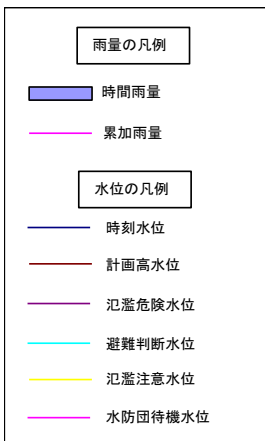 雨量の凡例
時間雨量
累加雨量
水位の凡例
時刻水位
計画高水位
氾濫危険水位
避難判断水位
氾濫注意水位
水防団待機水位